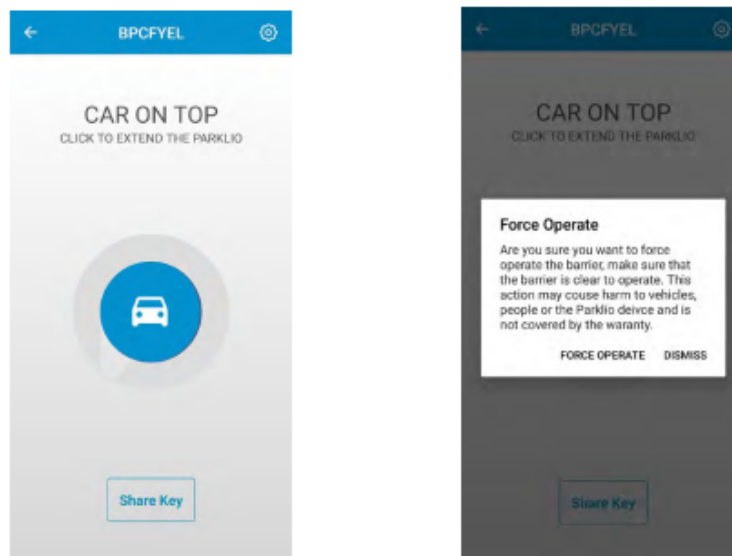 BPCFYEL
CAR ON TOP
CLICK TO EXTEND THE PARKLIO
Share Key
BPCFYEL
CAR ON TOP
CLICK TO EXTEND THE PARKLIO
Force Operate
Are you sure you want to force
operate the barrier, make sure that
the barrier is clear to operate. This
action may couse harm to vehicles,
people or the Parklio deivce and is
not covered by the waranty.
FORCE OPERATE DISMISS
Share Key